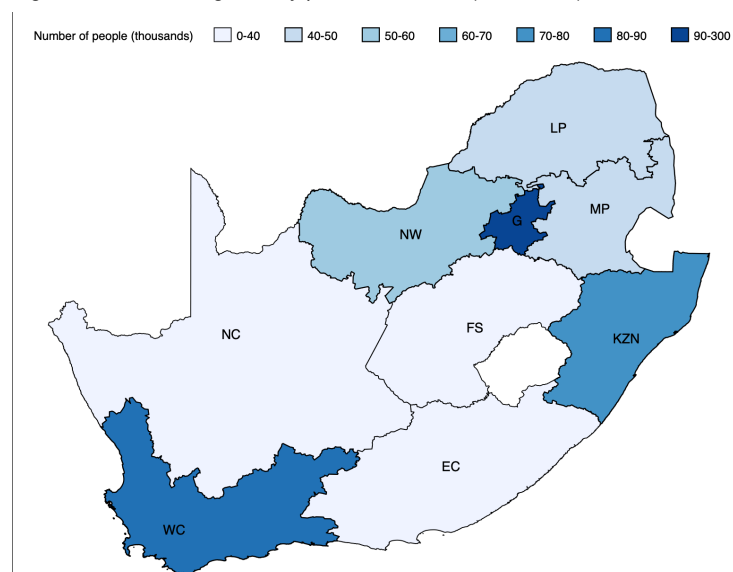 Number of people (thousands) 0-40 40-50 50-60 60-70 70-80 80-90 90-300
LP
MP
G
NW
FS
KZN
NC
EC
WC